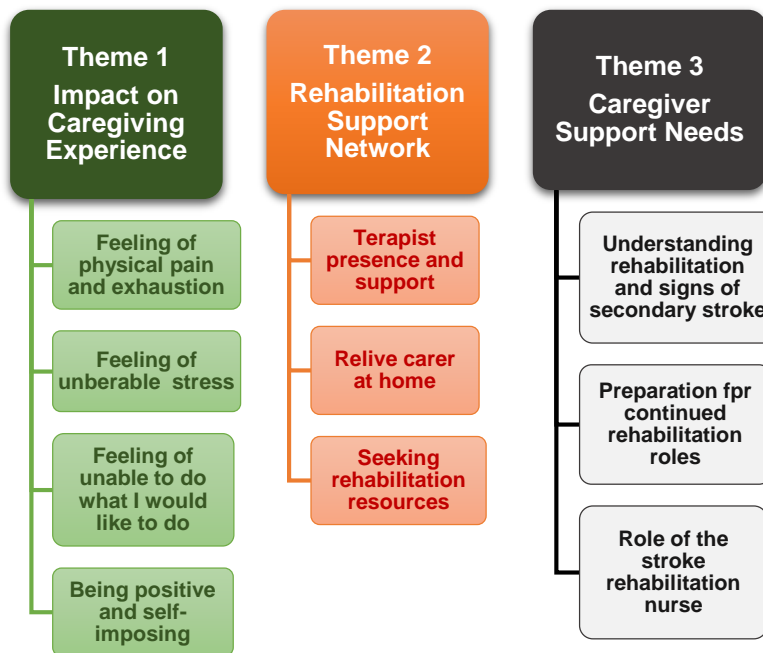 Theme 1
Impact on
Caregiving
Experience
Feeling of
physical pain
and exhaustion
Feeling of
unberable stress
Feeling of
unable to do
what I would
like to do
Being positive
and self-
imposing
Theme 2
Rehabilitation
Support
Network
Terapist
presence and
support
Relive carer
at home
Seeking
rehabilitation
resources
Theme 3
Caregiver
Support Needs
Understanding
rehabilitation
and signs of
secondary stroke
Preparation fpr
continued
rehabilitation
roles
Role of the
stroke
rehabilitation
nurse